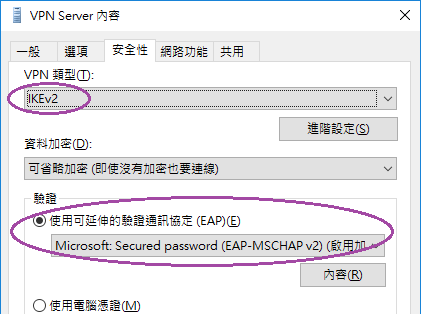 VPN Server 內容
一般 選項 安全性 網路功能 共用
VPN 類型(T):
IKEv2
進階設定(S)
資料加密(D):
可省略加密 (即使沒有加密也要連線)
驗證
使用可延伸的驗證通訊協定 (EAP)(E)
Microsoft: Secured password (EAP-MSCHAP v2) (啟用加
內容(R)
使用電腦憑證(M)